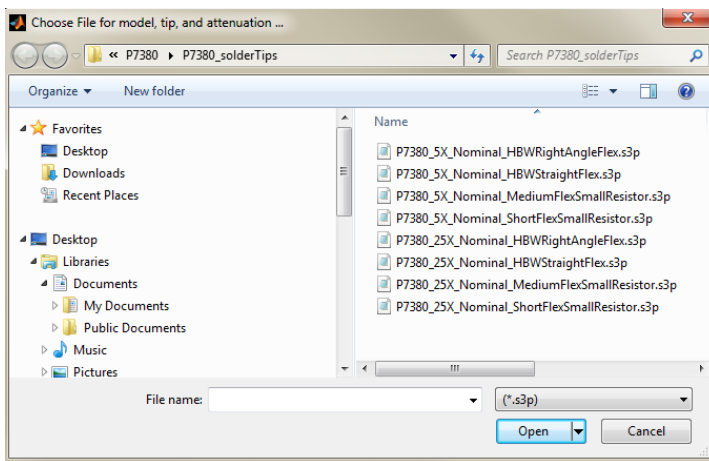 Choose File for model, tip, and attenuation ...
« P7380 P7380_solderTips
Search P7380_solderTips
Organize New folder
Favorites
Desktop
Downloads
Recent Places
Desktop
Libraries
Documents
My Documents
Public Documents
Music
Pictures
Name
P7380_5X_Nominal_HBWRightAngleFlex.s3p
P7380_5X_Nominal_HBWStraightFlex.s3p
P7380_5X_Nominal_MediumFlexSmallResistor.s3p
P7380_5X_Nominal_ShortFlexSmallResistor.s3p
P7380_25X_Nominal_HBWRightAngleFlex.s3p
P7380_25X_Nominal_HBWStraightFlex.s3p
P7380_25X_Nominal_MediumFlexSmallResistor.s3p
P7380_25X_Nominal_ShortFlexSmallResistor.s3p
File name:
(*.s3p)
Open Cancel